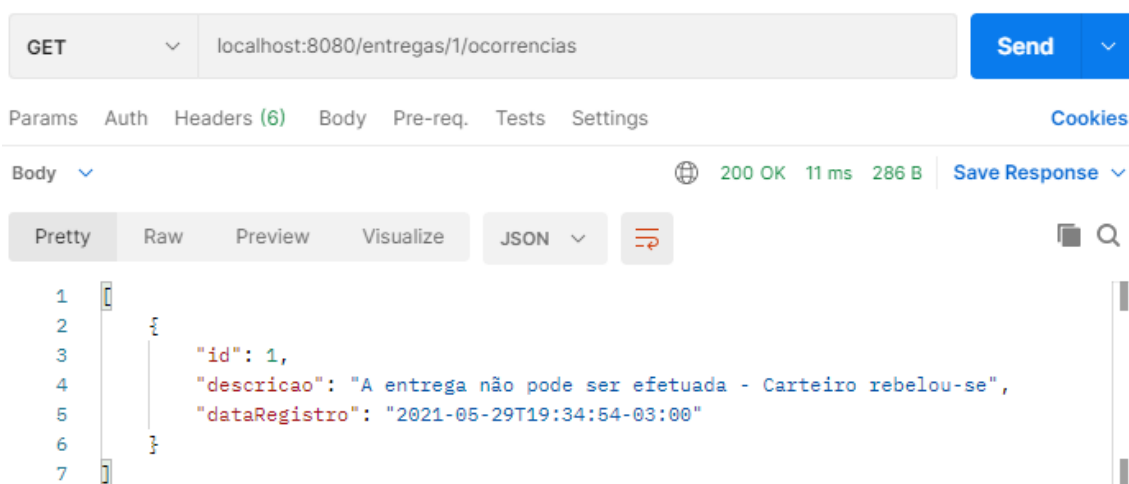 GET localhost:8080/entregas/1/ocorrencias Send
Params Auth Headers (6) Body Pre-req. Tests Settings Cookies
Body 200 OK 11 ms 286 B Save Response
Pretty Raw Preview Visualize JSON
1 [
2 {
3 "id": 1,
4 "descricao": "A entrega não pode ser efetuada - Carteiro rebelou-se",
5 "dataRegistro": "2021-05-29T19:34:54-03:00"
6 }
7 ]